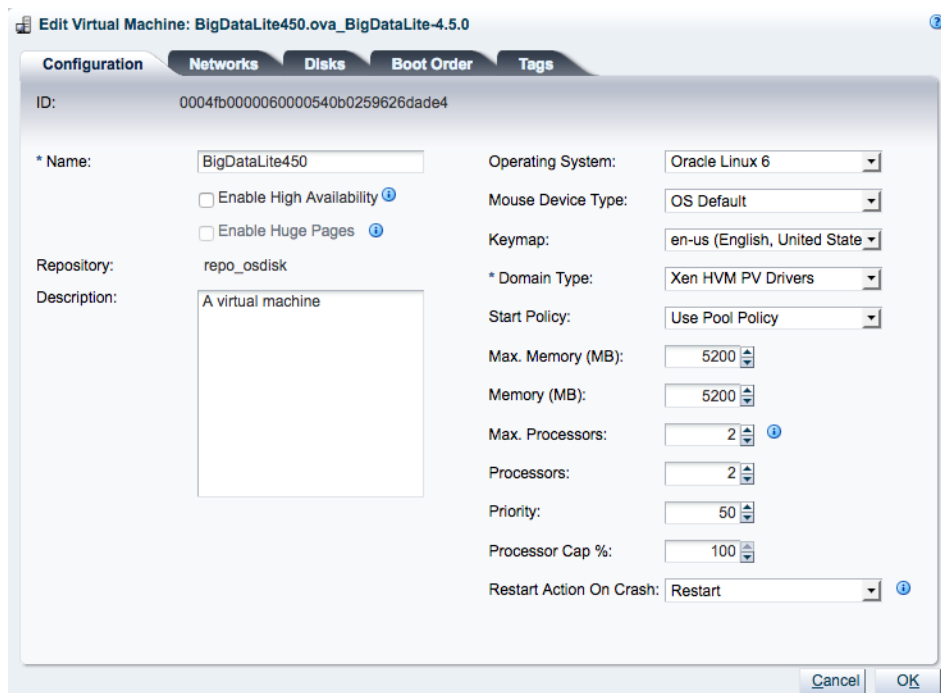 Edit Virtual Machine: BigDataLite450.ova_BigDataLite-4.5.0
Configuration Networks Disks Boot Order Tags
ID: 0004fb0000060000540b0259626dade4
* Name: BigDataLite450
Enable High Availability
Enable Huge Pages
Repository: repo_osdisk
Description: A virtual machine
Operating System: Oracle Linux 6
Mouse Device Type: OS Default
Keymap: en-us (English, United State
* Domain Type: Xen HVM PV Drivers
Start Policy: Use Pool Policy
Max. Memory (MB): 5200
Memory (MB): 5200
Max. Processors: 2
Processors: 2
Priority: 50
Processor Cap %: 100
Restart Action On Crash: Restart
Cancel OK